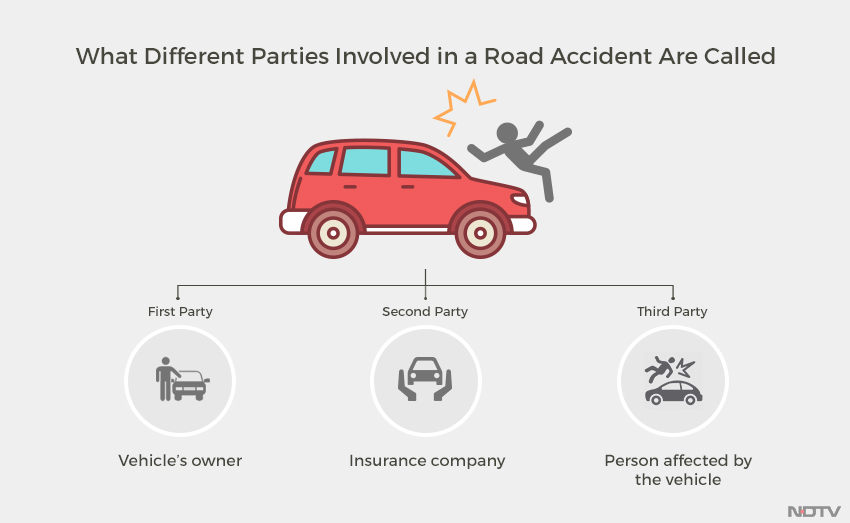 What Different Parties Involved in a Road Accident Are Called
First Party
Second Party
Third Party
Vehicle's owner
Insurance company
Person affected by
the vehicle
NDTV